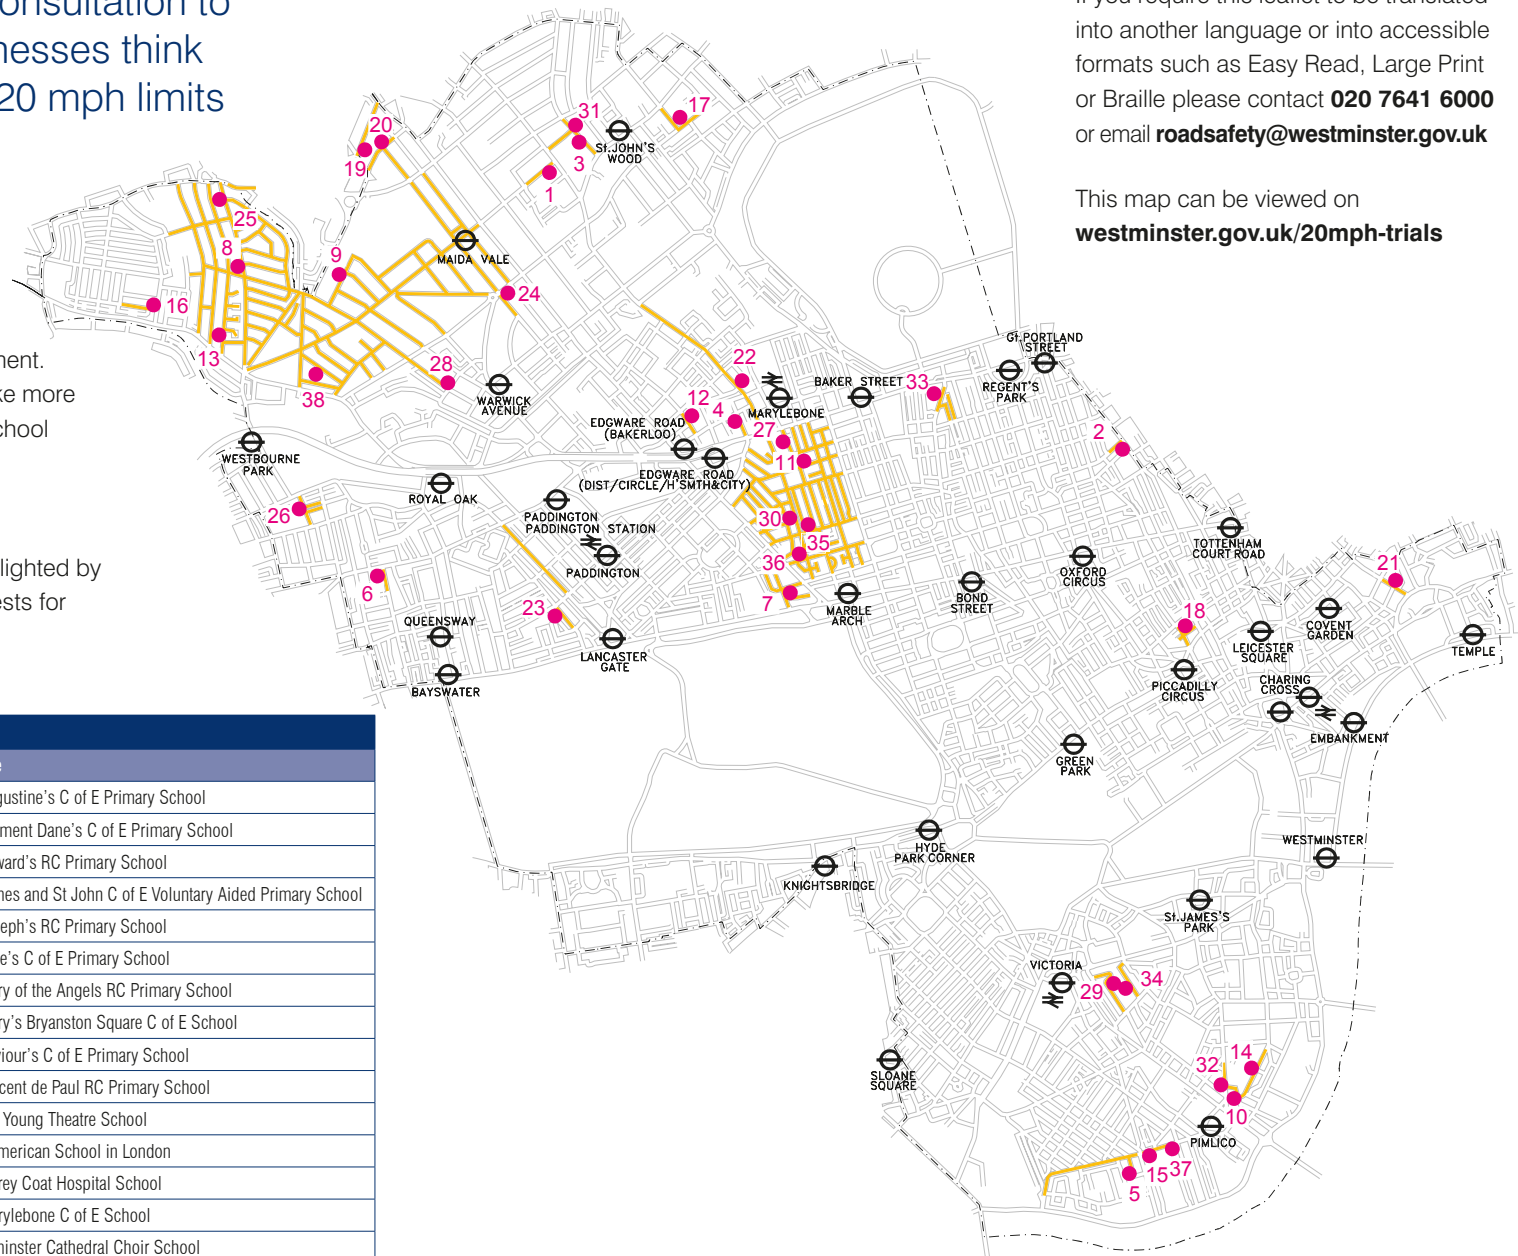 onsultation to
nesses think
20 mph limits
If you require this leaflet to be translated
into another language or into accessible
formats such as Easy Read, Large Print
or Braille please contact 020 7641 6000
or email roadsafety@westminster.gov.uk
This map can be viewed on
westminster.gov.uk/20mph-trials
ment.
ke more
chool
lighted by
ests for
31
17
20
19
3
St.JOHN'S
WOOD
1
25
8
9
MAIDA VALE
24
16
13
38
28
WARWICK
AVENUE
22
12
4
MARYLEBONE
BAKER STREET
33
Gt.PORTLAND
STREET
REGENT'S
PARK
2
EDGWARE ROAD
(BAKERLOO)
27
11
EDGWARE ROAD
(DIST/CIRCLE/H'SMTH&CITY)
WESTBOURNE
PARK
ROYAL OAK
26
PADDINGTON
PADDINGTON STATION
PADDINGTON
30
35
36
7
MARBLE
ARCH
BOND
STREET
OXFORD
CIRCUS
TOTTENHAM
COURT ROAD
21
6
23
QUEENSWAY
LANCASTER
GATE
BAYSWATER
18
COVENT
GARDEN
LEICESTER
SQUARE
TEMPLE
PICCADILLY
CIRCUS
CHARING
CROSS
EMBANKMENT
GREEN
PARK
HYDE
PARK CORNER
KNIGHTSBRIDGE
WESTMINSTER
St.JAMES'S
PARK
VICTORIA
29
34
SLOANE
SQUARE
32
14
10
PIMLICO
15
37
5
e
gustine's C of E Primary School
ment Dane's C of E Primary School
ward's RC Primary School
mes and St John C of E Voluntary Aided Primary School
seph's RC Primary School
e's C of E Primary School
ry of the Angels RC Primary School
ry's Bryanston Square C of E School
viour's C of E Primary School
cent de Paul RC Primary School
Young Theatre School
merican School in London
rey Coat Hospital School
rylebone C of E School
minster Cathedral Choir School